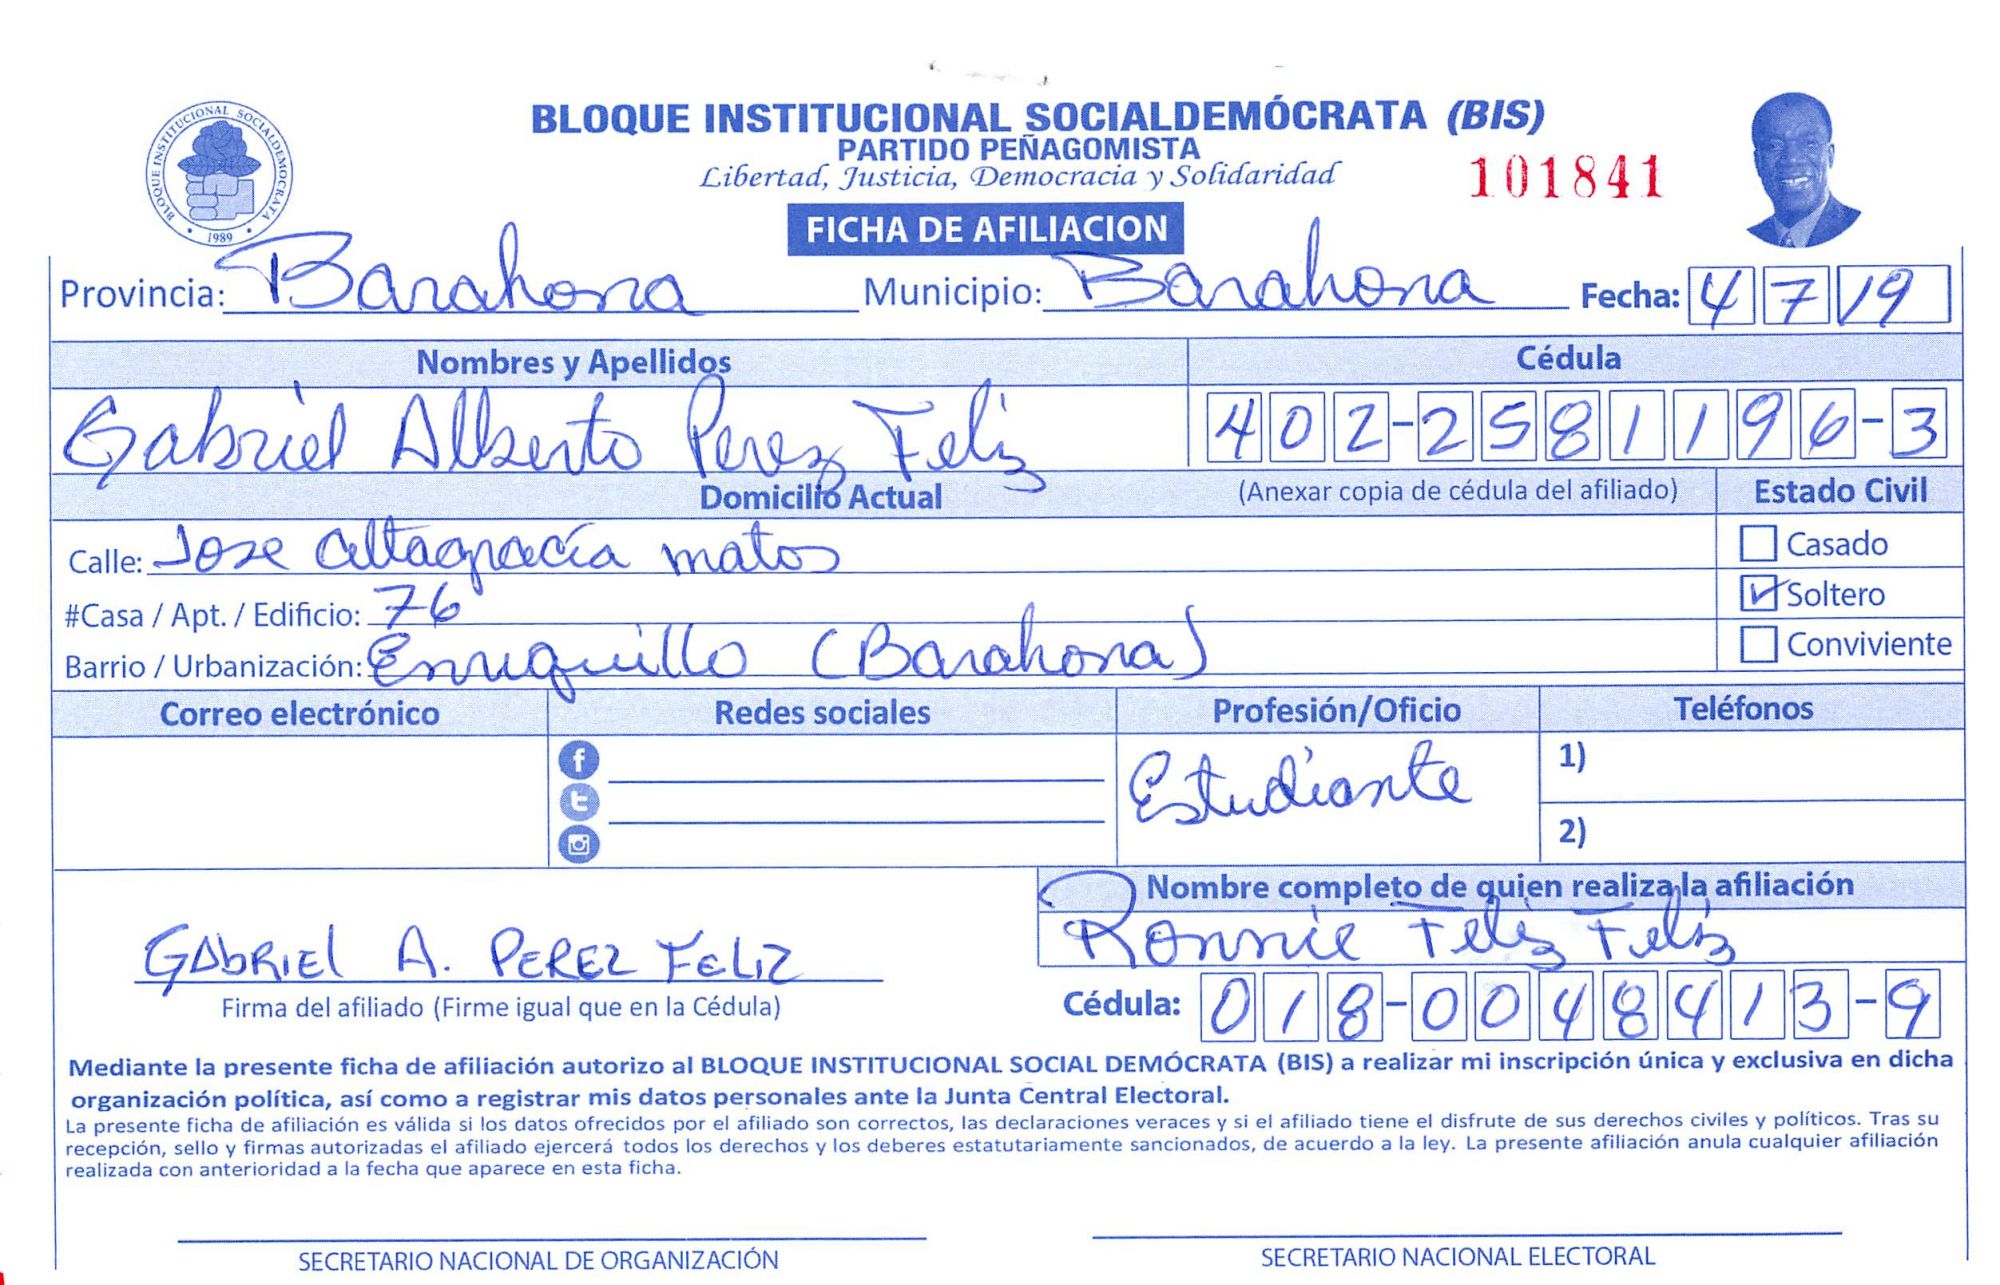 BLOQUE INSTITUCIONAL SOCIALDEMOCRATA
1989
BLOQUE INSTITUCIONAL SOCIALDEMÓCRATA (BIS)
PARTIDO PEÑAGOMISTA
Libertad, Justicia, Democracia y Solidaridad
101841
FICHA DE AFILIACION
Provincia: Barahona Municipio: Barahona Fecha: 4 7 19
Nombres y Apellidos Cédula
Gabriel Alberto Perez Feliz 402-2581196-3
Domicilio Actual (Anexar copia de cédula del afiliado) Estado Civil
Calle: Jose altagracia matos Casado
#Casa / Apt. / Edificio: 76 Soltero
Barrio / Urbanización: Enriquillo (Barahona) Conviviente
Correo electrónico Redes sociales Profesión/Oficio Teléfonos
Estudiante 1)
2)
Nombre completo de quien realiza la afiliación
Ronnie Feliz Feliz
GAbRiEl A. PEREZ FELIZ
Firma del afiliado (Firme igual que en la Cédula) Cédula: 018-0048413-9
Mediante la presente ficha de afiliación autorizo al BLOQUE INSTITUCIONAL SOCIAL DEMÓCRATA (BIS) a realizar mi inscripción única y exclusiva en dicha
organización política, así como a registrar mis datos personales ante la Junta Central Electoral.
La presente ficha de afiliación es válida si los datos ofrecidos por el afiliado son correctos, las declaraciones veraces y si el afiliado tiene el disfrute de sus derechos civiles y políticos. Tras su
recepción, sello y firmas autorizadas el afiliado ejercerá todos los derechos y los deberes estatutariamente sancionados, de acuerdo a la ley. La presente afiliación anula cualquier afiliación
realizada con anterioridad a la fecha que aparece en esta ficha.
SECRETARIO NACIONAL DE ORGANIZACIÓN SECRETARIO NACIONAL ELECTORAL